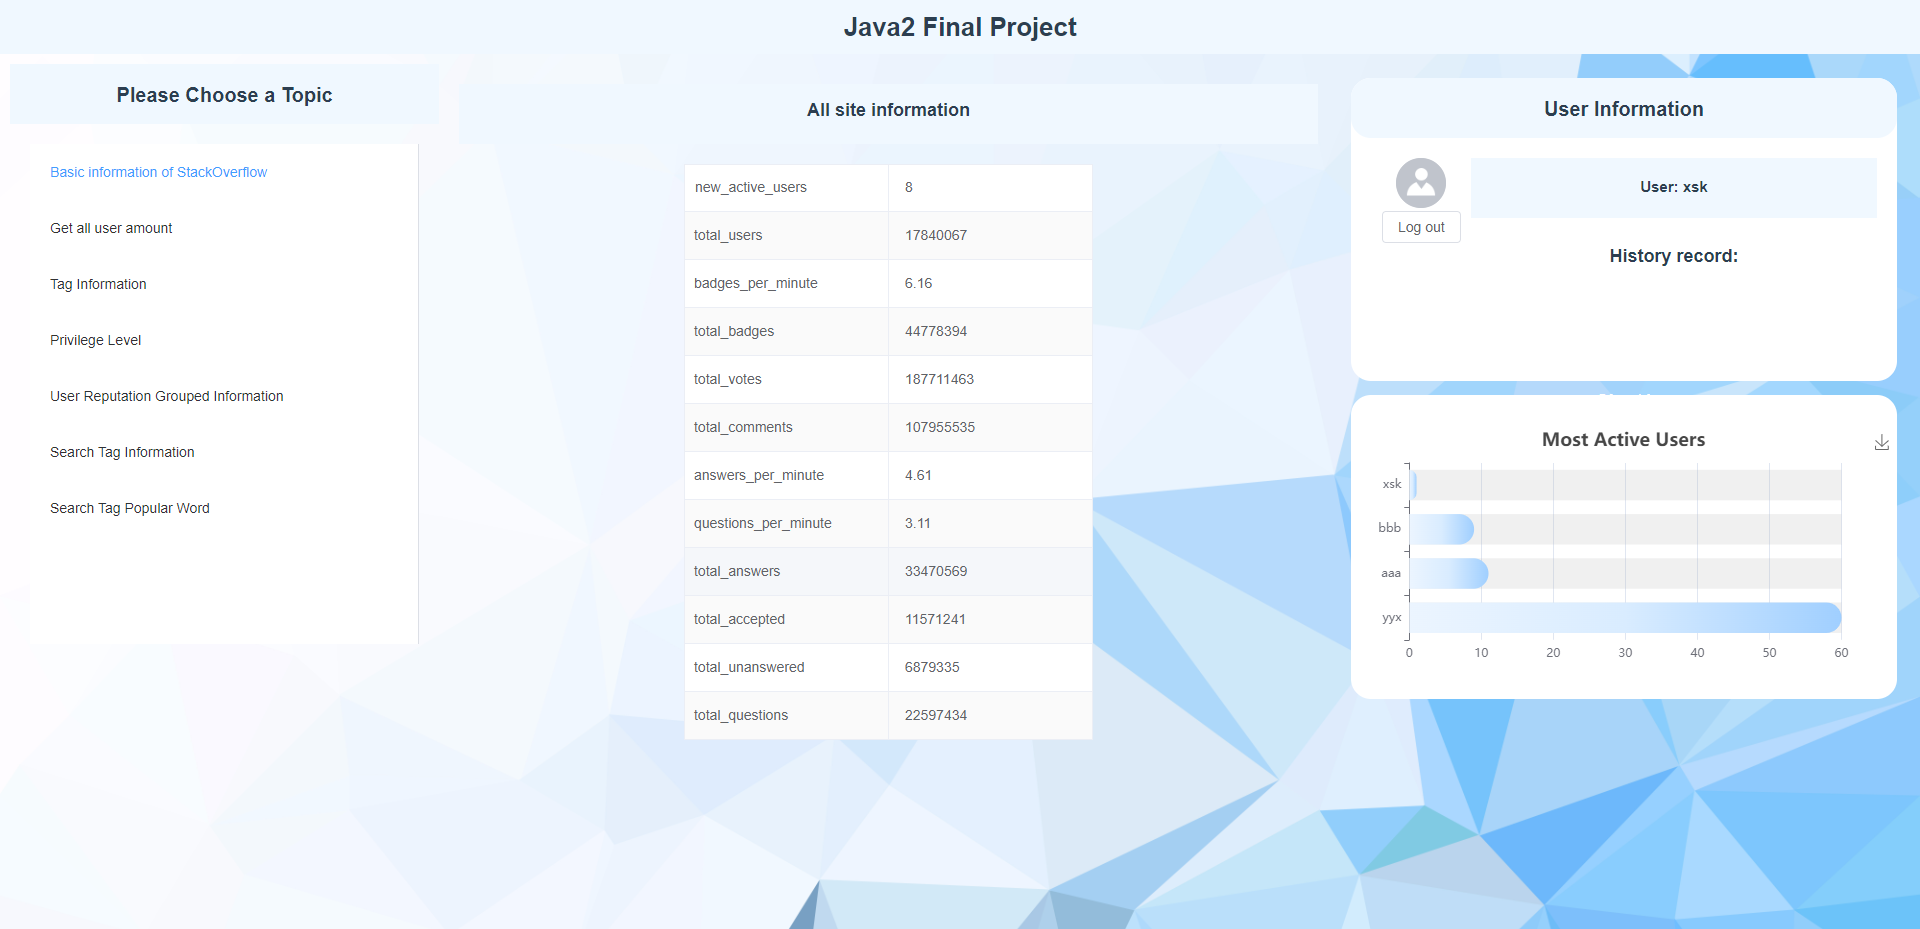 Java2 Final Project
Please Choose a Topic
Basic information of StackOverflow
Get all user amount
Tag Information
Privilege Level
User Reputation Grouped Information
Search Tag Information
Search Tag Popular Word
All site information
new_active_users 8
total_users 17840067
badges_per_minute 6.16
total_badges 44778394
total_votes 187711463
total_comments 107955535
answers_per_minute 4.61
questions_per_minute 3.11
total_answers 33470569
total_accepted 11571241
total_unanswered 6879335
total_questions 22597434
User Information
User: xsk
Log out
History record:
Most Active Users
xsk
bbb
aaa
yyx
0 10 20 30 40 50 60